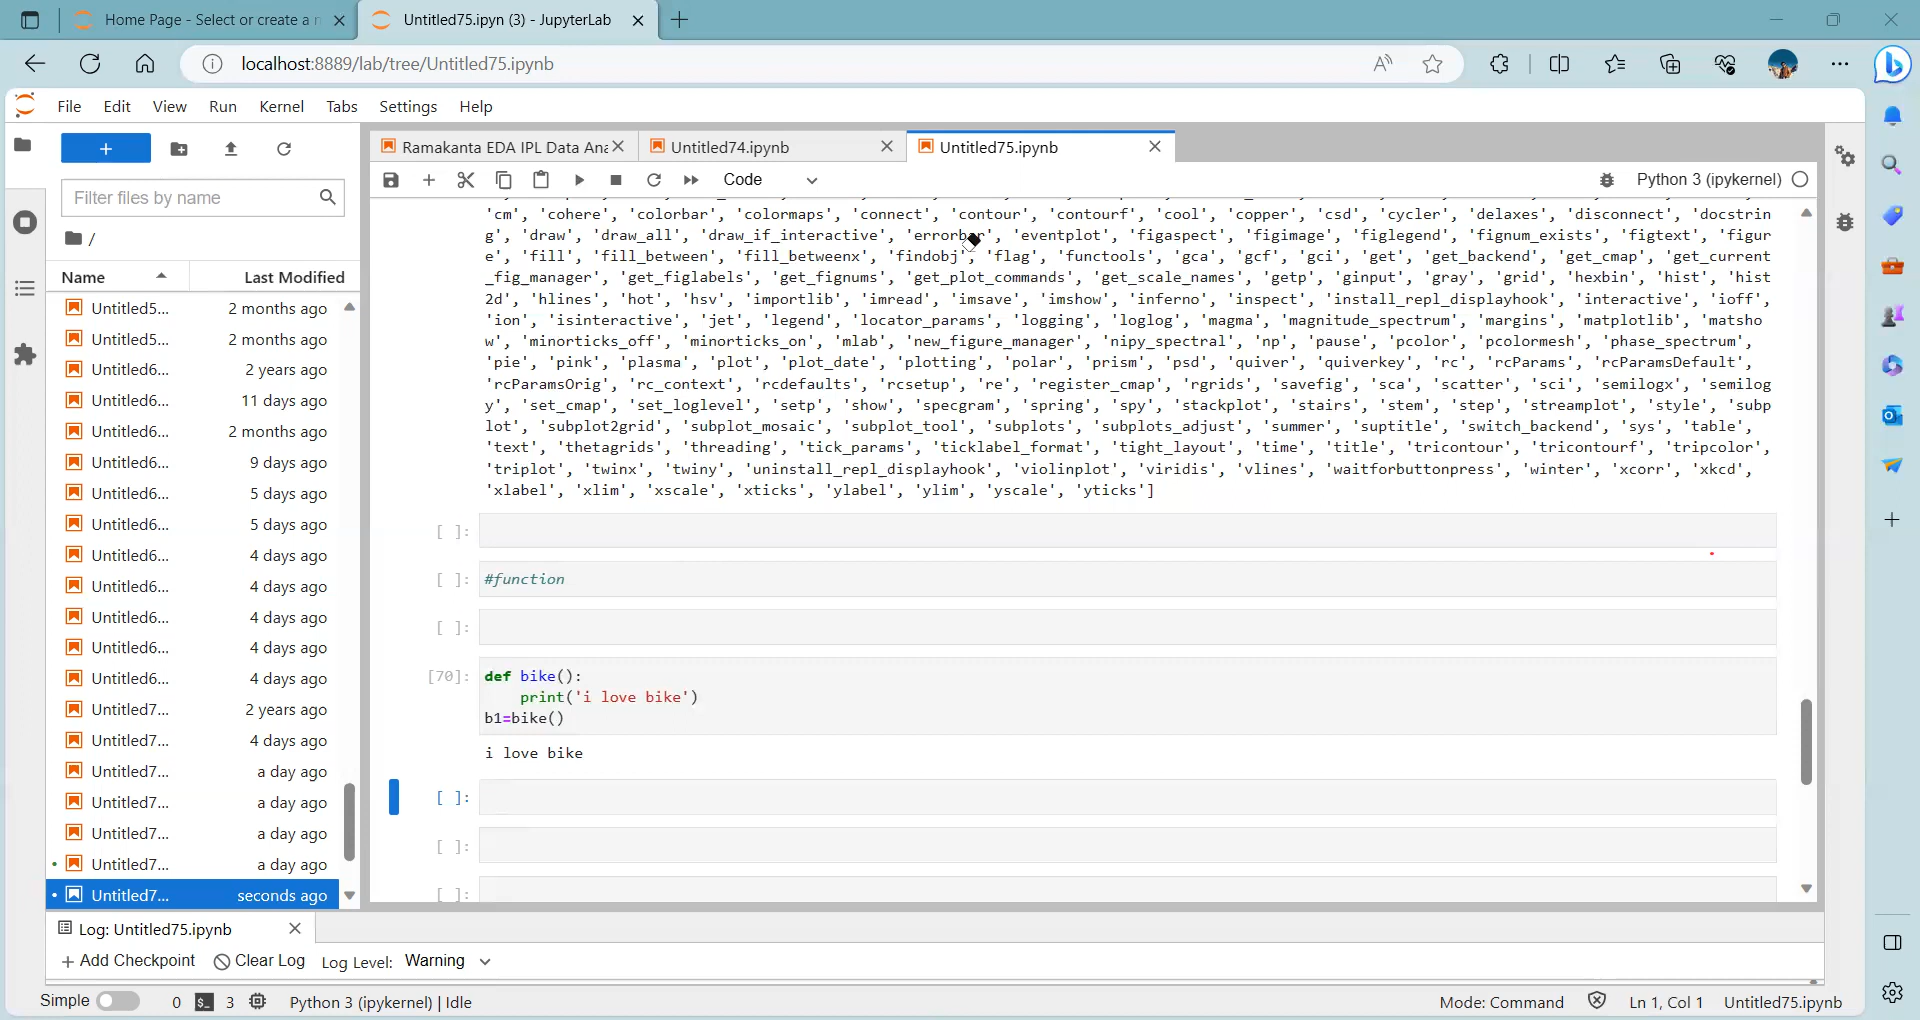 Home Page - Select or create a n
Untitled75.ipyn (3) - JupyterLab
localhost:8889/lab/tree/Untitled75.ipynb
File Edit View Run Kernel Tabs Settings Help
Ramakanta EDA IPL Data Ana
Untitled74.ipynb
Untitled75.ipynb
Filter files by name
Code
Python 3 (ipykernel)
/
Name Last Modified
Untitled5... 2 months ago
Untitled5... 2 months ago
Untitled6... 2 years ago
Untitled6... 11 days ago
Untitled6... 2 months ago
Untitled6... 9 days ago
Untitled6... 5 days ago
Untitled6... 5 days ago
Untitled6... 4 days ago
Untitled6... 4 days ago
Untitled6... 4 days ago
Untitled6... 4 days ago
Untitled6... 4 days ago
Untitled7... 2 years ago
Untitled7... 4 days ago
Untitled7... a day ago
Untitled7... a day ago
Untitled7... a day ago
Untitled7... a day ago
Untitled7... seconds ago
'cm', 'cohere', 'colorbar', 'colormaps', 'connect', 'contour', 'contourf', 'cool', 'copper', 'csd', 'cycler', 'delaxes', 'disconnect', 'docstrin
g', 'draw', 'draw_all', 'draw_if_interactive', 'errorbar', 'eventplot', 'figaspect', 'figimage', 'figlegend', 'fignum_exists', 'figtext', 'figur
e', 'fill', 'fill_between', 'fill_betweenx', 'findobj', 'flag', 'functools', 'gca', 'gcf', 'gci', 'get', 'get_backend', 'get_cmap', 'get_current
_fig_manager', 'get_figlabels', 'get_fignums', 'get_plot_commands', 'get_scale_names', 'getp', 'ginput', 'gray', 'grid', 'hexbin', 'hist', 'hist
2d', 'hlines', 'hot', 'hsv', 'importlib', 'imread', 'imsave', 'imshow', 'inferno', 'inspect', 'install_repl_displayhook', 'interactive', 'ioff',
'ion', 'isinteractive', 'jet', 'legend', 'locator_params', 'logging', 'loglog', 'magma', 'magnitude_spectrum', 'margins', 'matplotlib', 'matsho
w', 'minorticks_off', 'minorticks_on', 'mlab', 'new_figure_manager', 'nipy_spectral', 'np', 'pause', 'pcolor', 'pcolormesh', 'phase_spectrum',
'pie', 'pink', 'plasma', 'plot', 'plot_date', 'plotting', 'polar', 'prism', 'psd', 'quiver', 'quiverkey', 'rc', 'rcParams', 'rcParamsDefault',
'rcParamsOrig', 'rc_context', 'rcdefaults', 'rcsetup', 're', 'register_cmap', 'rgrids', 'savefig', 'sca', 'scatter', 'sci', 'semilogx', 'semilog
y', 'set_cmap', 'set_loglevel', 'setp', 'show', 'specgram', 'spring', 'spy', 'stackplot', 'stairs', 'stem', 'step', 'streamplot', 'style', 'subp
lot', 'subplot2grid', 'subplot_mosaic', 'subplot_tool', 'subplots', 'subplots_adjust', 'summer', 'suptitle', 'switch_backend', 'sys', 'table',
'text', 'thetagrids', 'threading', 'tick_params', 'ticklabel_format', 'tight_layout', 'time', 'title', 'tricontour', 'tricontourf', 'tripcolor',
'triplot', 'twinx', 'twiny', 'uninstall_repl_displayhook', 'violinplot', 'viridis', 'vlines', 'waitforbuttonpress', 'winter', 'xcorr', 'xkcd',
'xlabel', 'xlim', 'xscale', 'xticks', 'ylabel', 'ylim', 'yscale', 'yticks']
[ ]:
[ ]: #function
[ ]:
[70]: def bike():
print('i love bike')
b1=bike()
i love bike
[ ]:
[ ]:
[ ]:
Log: Untitled75.ipynb
+ Add Checkpoint Clear Log Log Level: Warning
Simple 0 3 Python 3 (ipykernel) | Idle
Mode: Command Ln 1, Col 1 Untitled75.ipynb